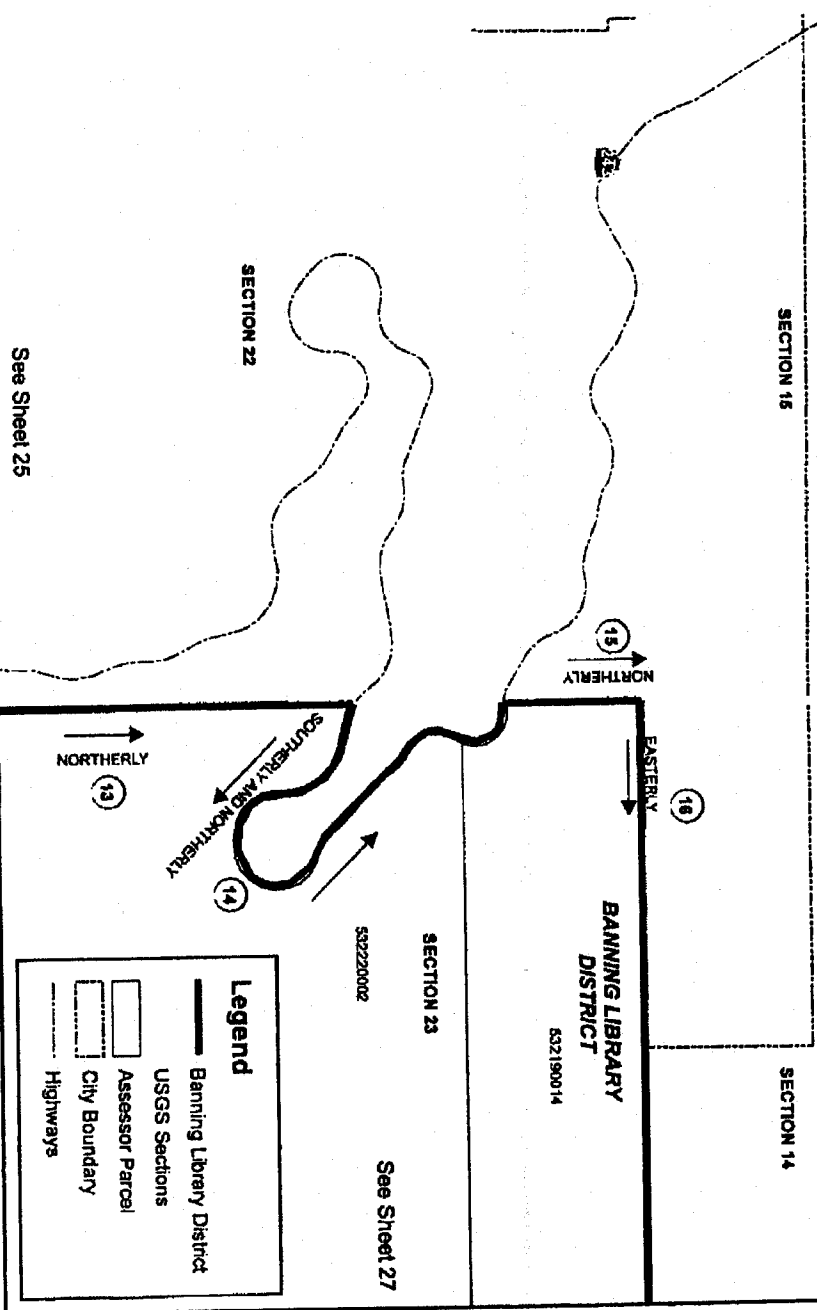 SECTION 15
SECTION 14
16
EASTERLY
15
NORTHERLY
BANNING LIBRARY
DISTRICT
532190014
SECTION 23
532220002
See Sheet 27
SECTION 22
SOUTHERLY AND NORTHERLY
14
NORTHERLY
13
See Sheet 25
Legend
Banning Library District
USGS Sections
Assessor Parcel
City Boundary
Highways